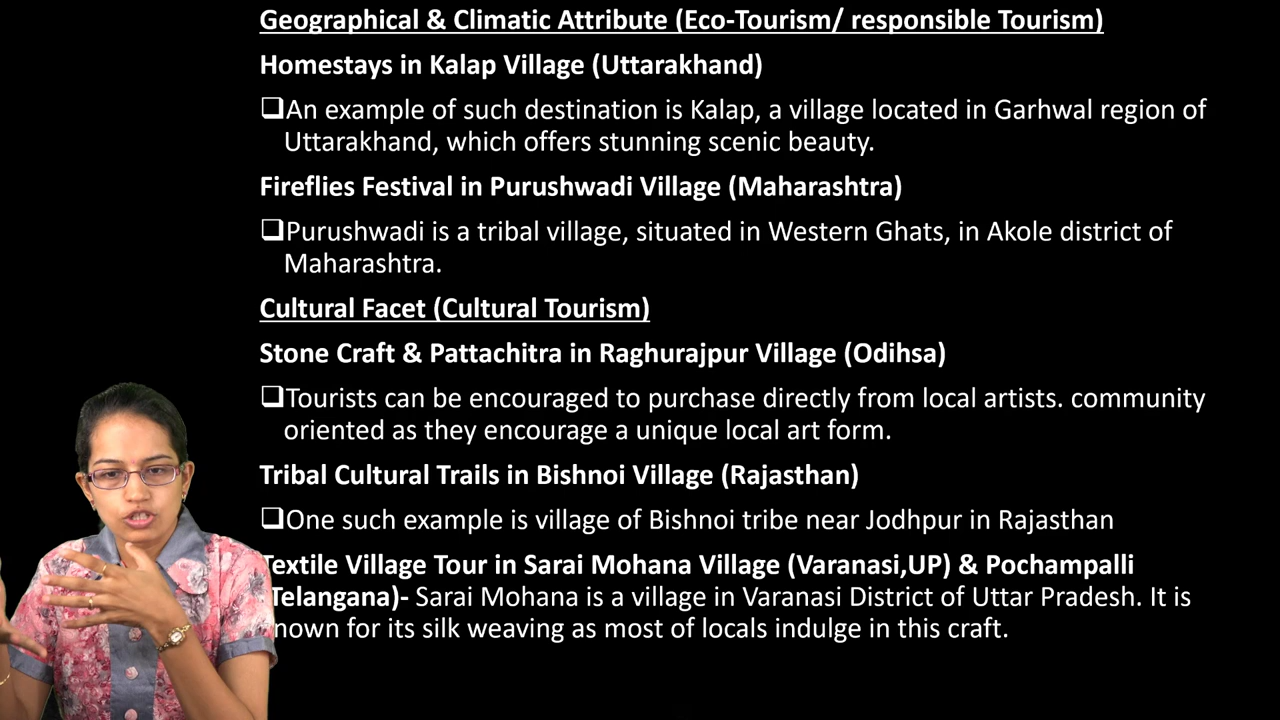 Geographical & Climatic Attribute (Eco-Tourism/ responsible Tourism)
Homestays in Kalap Village (Uttarakhand)
❑An example of such destination is Kalap, a village located in Garhwal region of
Uttarakhand, which offers stunning scenic beauty.
Fireflies Festival in Purushwadi Village (Maharashtra)
❑Purushwadi is a tribal village, situated in Western Ghats, in Akole district of
Maharashtra.
Cultural Facet (Cultural Tourism)
Stone Craft & Pattachitra in Raghurajpur Village (Odihsa)
❑Tourists can be encouraged to purchase directly from local artists. community
oriented as they encourage a unique local art form.
Tribal Cultural Trails in Bishnoi Village (Rajasthan)
❑One such example is village of Bishnoi tribe near Jodhpur in Rajasthan
Textile Village Tour in Sarai Mohana Village (Varanasi,UP) & Pochampalli
(Telangana)- Sarai Mohana is a village in Varanasi District of Uttar Pradesh. It is
nown for its silk weaving as most of locals indulge in this craft.